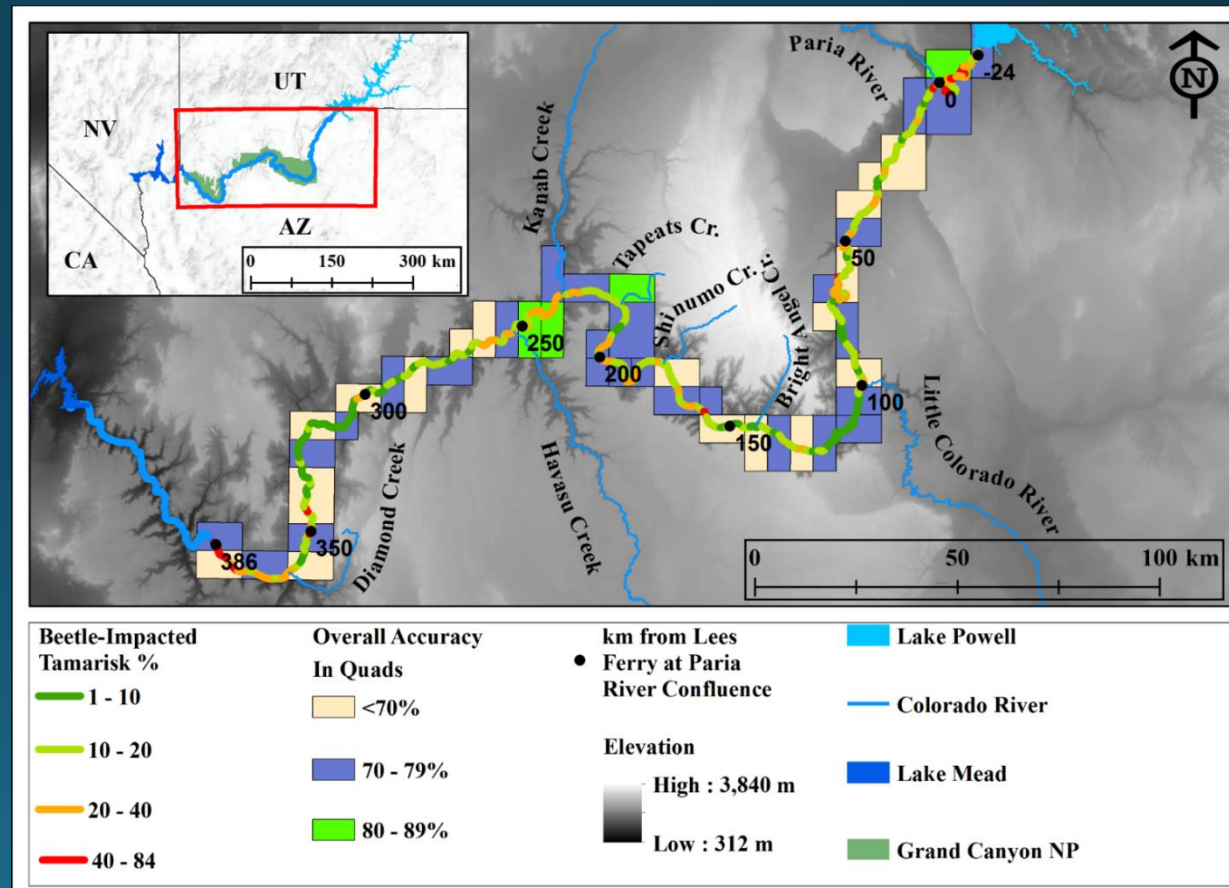 UT
NV
AZ
CA
0 150 300 km
N
Paria River
-24
0
Kanab Creek
Tapeats Cr.
Shinumo Cr.
Bright Angel Cr.
50
250
200
100
300
150
Little Colorado River
Havasu Creek
Diamond Creek
350
386
0 50 100 km
Beetle-Impacted
Tamarisk %
1 - 10
10 - 20
20 - 40
40 - 84
Overall Accuracy
In Quads
<70%
70 - 79%
80 - 89%
km from Lees
Ferry at Paria
River Confluence
Elevation
High : 3,840 m
Low : 312 m
Lake Powell
Colorado River
Lake Mead
Grand Canyon NP